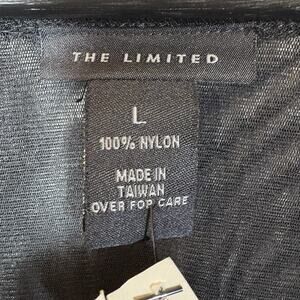 THE LIMITED
L
100% NYLON
MADE IN
TAIWAN
OVER FOR CARE